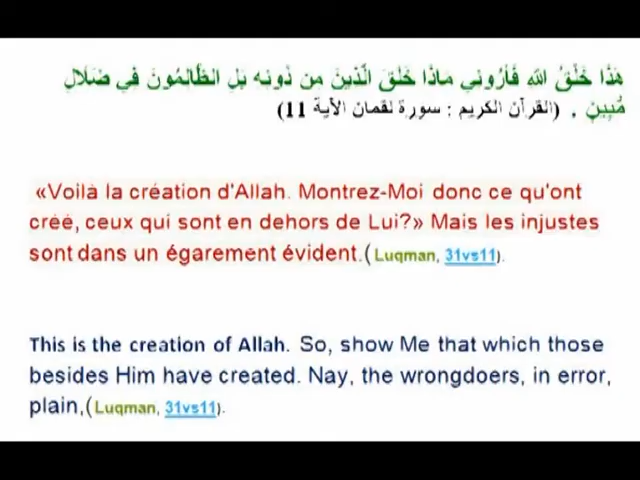 هَذَا خَلْقُ اللهِ فَأَرُونِي مَاذَا خَلَقَ الَّذِينَ مِن دُونِه بَلِ الظَّالِمُونَ فِي ضَلَالٍ
مُّبِينٍ . (القرآن الكريم : سورة لقمان الآية 11)
«Voilà la création d'Allah. Montrez-Moi donc ce qu'ont
créé, ceux qui sont en dehors de Lui?» Mais les injustes
sont dans un égarement évident.(Luqman, 31vs11).
This is the creation of Allah. So, show Me that which those
besides Him have created. Nay, the wrongdoers, in error,
plain,(Luqman, 31vs11).